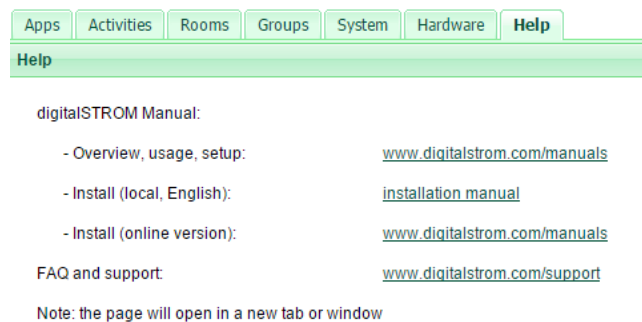 Apps Activities Rooms Groups System Hardware Help
Help
digitalSTROM Manual:
- Overview, usage, setup: www.digitalstrom.com/manuals
- Install (local, English): installation manual
- Install (online version): www.digitalstrom.com/manuals
FAQ and support: www.digitalstrom.com/support
Note: the page will open in a new tab or window